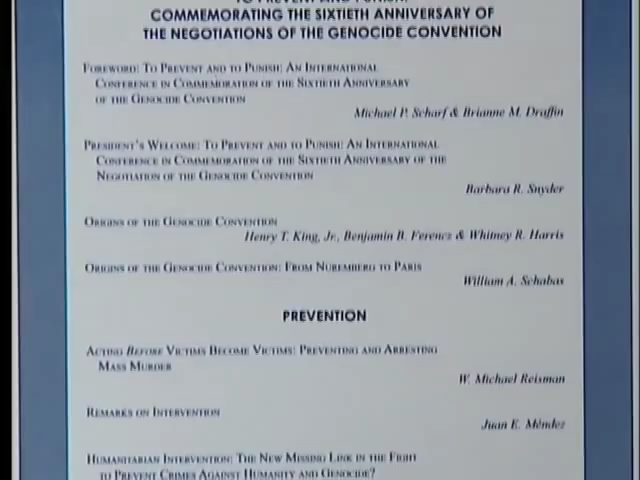 TO PREVENT AND PUNISH:
COMMEMORATING THE SIXTIETH ANNIVERSARY OF
THE NEGOTIATIONS OF THE GENOCIDE CONVENTION
FOREWORD: TO PREVENT AND TO PUNISH: AN INTERNATIONAL
CONFERENCE IN COMMEMORATION OF THE SIXTIETH ANNIVERSARY
OF THE GENOCIDE CONVENTION
Michael P. Scharf & Brianne M. Draffin
PRESIDENT'S WELCOME: TO PREVENT AND TO PUNISH: AN INTERNATIONAL
CONFERENCE IN COMMEMORATION OF THE SIXTIETH ANNIVERSARY OF THE
NEGOTIATION OF THE GENOCIDE CONVENTION
Barbara R. Snyder
ORIGINS OF THE GENOCIDE CONVENTION
Henry T. King, Jr., Benjamin B. Ferencz & Whitney R. Harris
ORIGINS OF THE GENOCIDE CONVENTION: FROM NUREMBERG TO PARIS
William A. Schabas
PREVENTION
ACTING BEFORE VICTIMS BECOME VICTIMS: PREVENTING AND ARRESTING
MASS MURDER
W. Michael Reisman
REMARKS ON INTERVENTION
Juan E. Méndez
HUMANITARIAN INTERVENTION: THE NEW MISSING LINK IN THE FIGHT
TO PREVENT CRIMES AGAINST HUMANITY AND GENOCIDE?